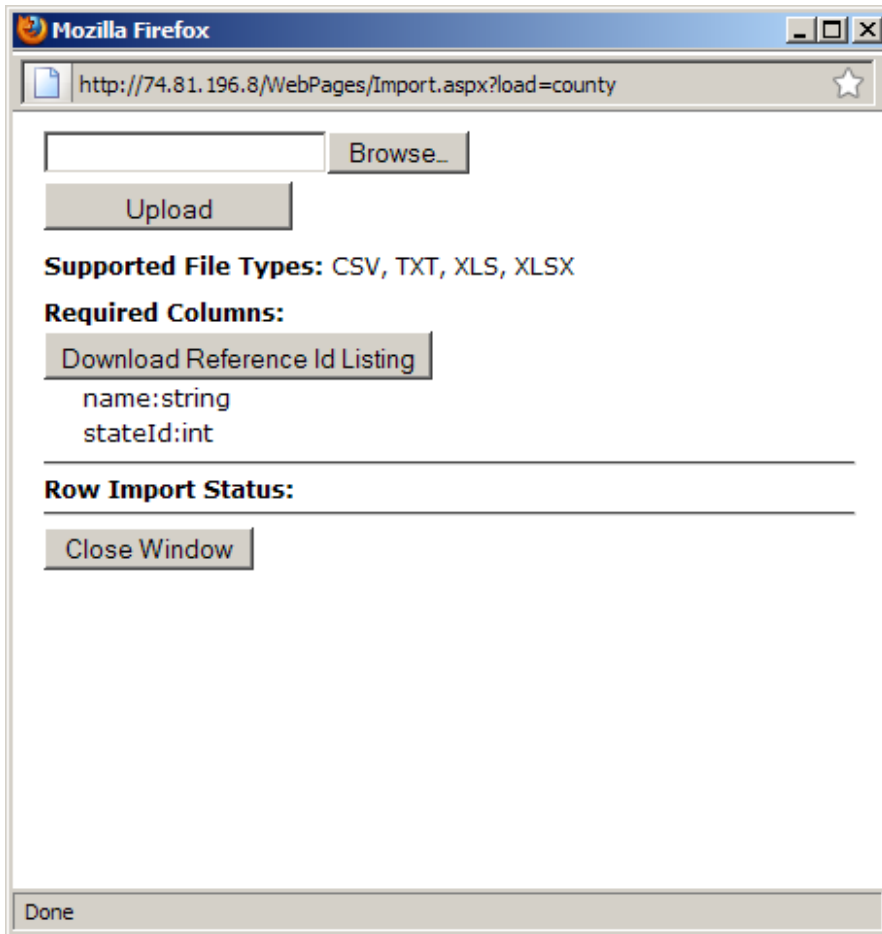 Mozilla Firefox
http://74.81.196.8/WebPages/Import.aspx?load=county
Browse...
Upload
Supported File Types: CSV, TXT, XLS, XLSX
Required Columns:
Download Reference Id Listing
name:string
stateId:int
Row Import Status:
Close Window
Done